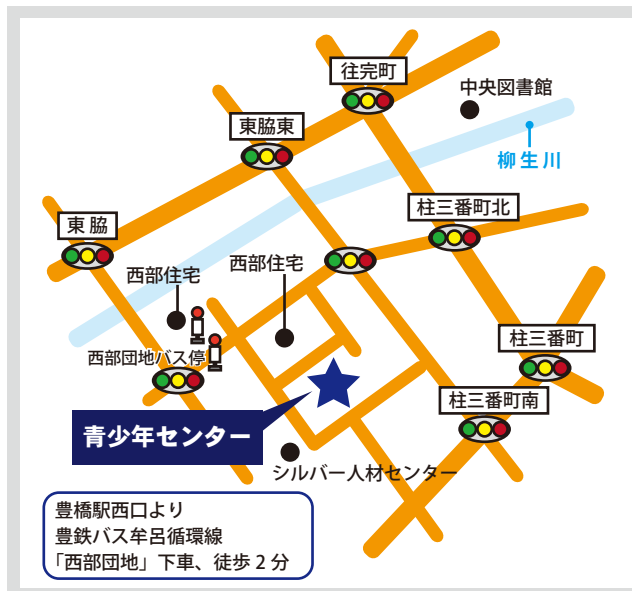 往完町
中央図書館
東脇東
柳生川
柱三番町北
東脇
西部住宅
西部住宅
柱三番町
西部団地バス停
柱三番町南
青少年センター
シルバー人材センター
豊橋駅西口より
豊鉄バス牟呂循環線
「西部団地」下車、徒歩2分